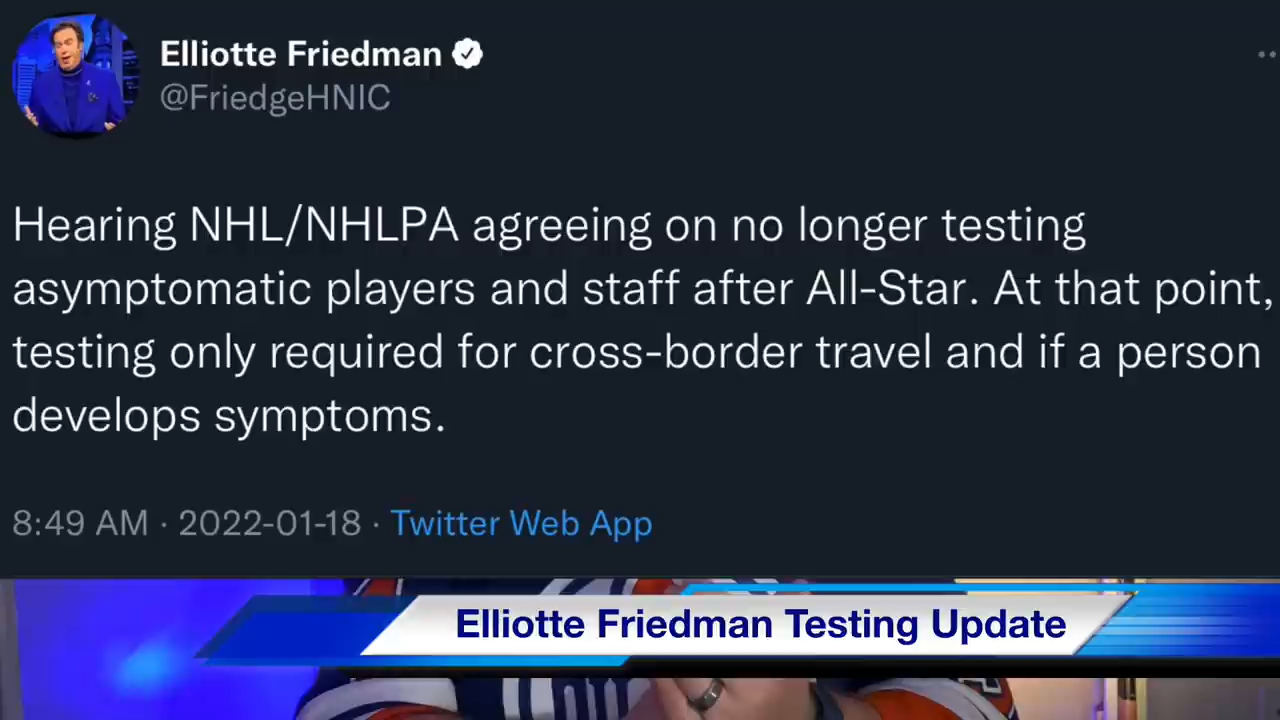 Elliotte Friedman
@FriedgeHNIC
Hearing NHL/NHLPA agreeing on no longer testing
asymptomatic players and staff after All-Star. At that point,
testing only required for cross-border travel and if a person
develops symptoms.
8:49 AM · 2022-01-18 · Twitter Web App
Elliotte Friedman Testing Update